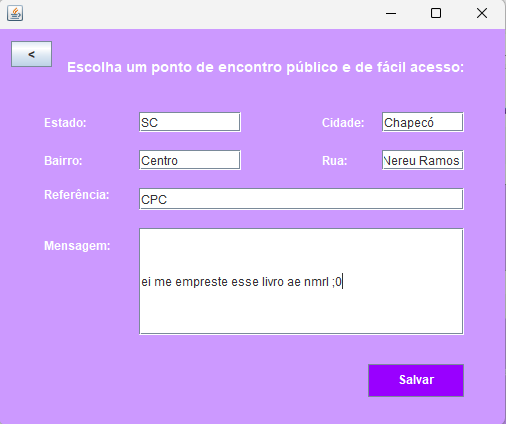 <
Escolha um ponto de encontro público e de fácil acesso:
Estado: SC Cidade: Chapecó
Bairro: Centro Rua: Nereu Ramos
Referência: CPC
Mensagem: ei me empreste esse livro ae nmrl ;0
Salvar